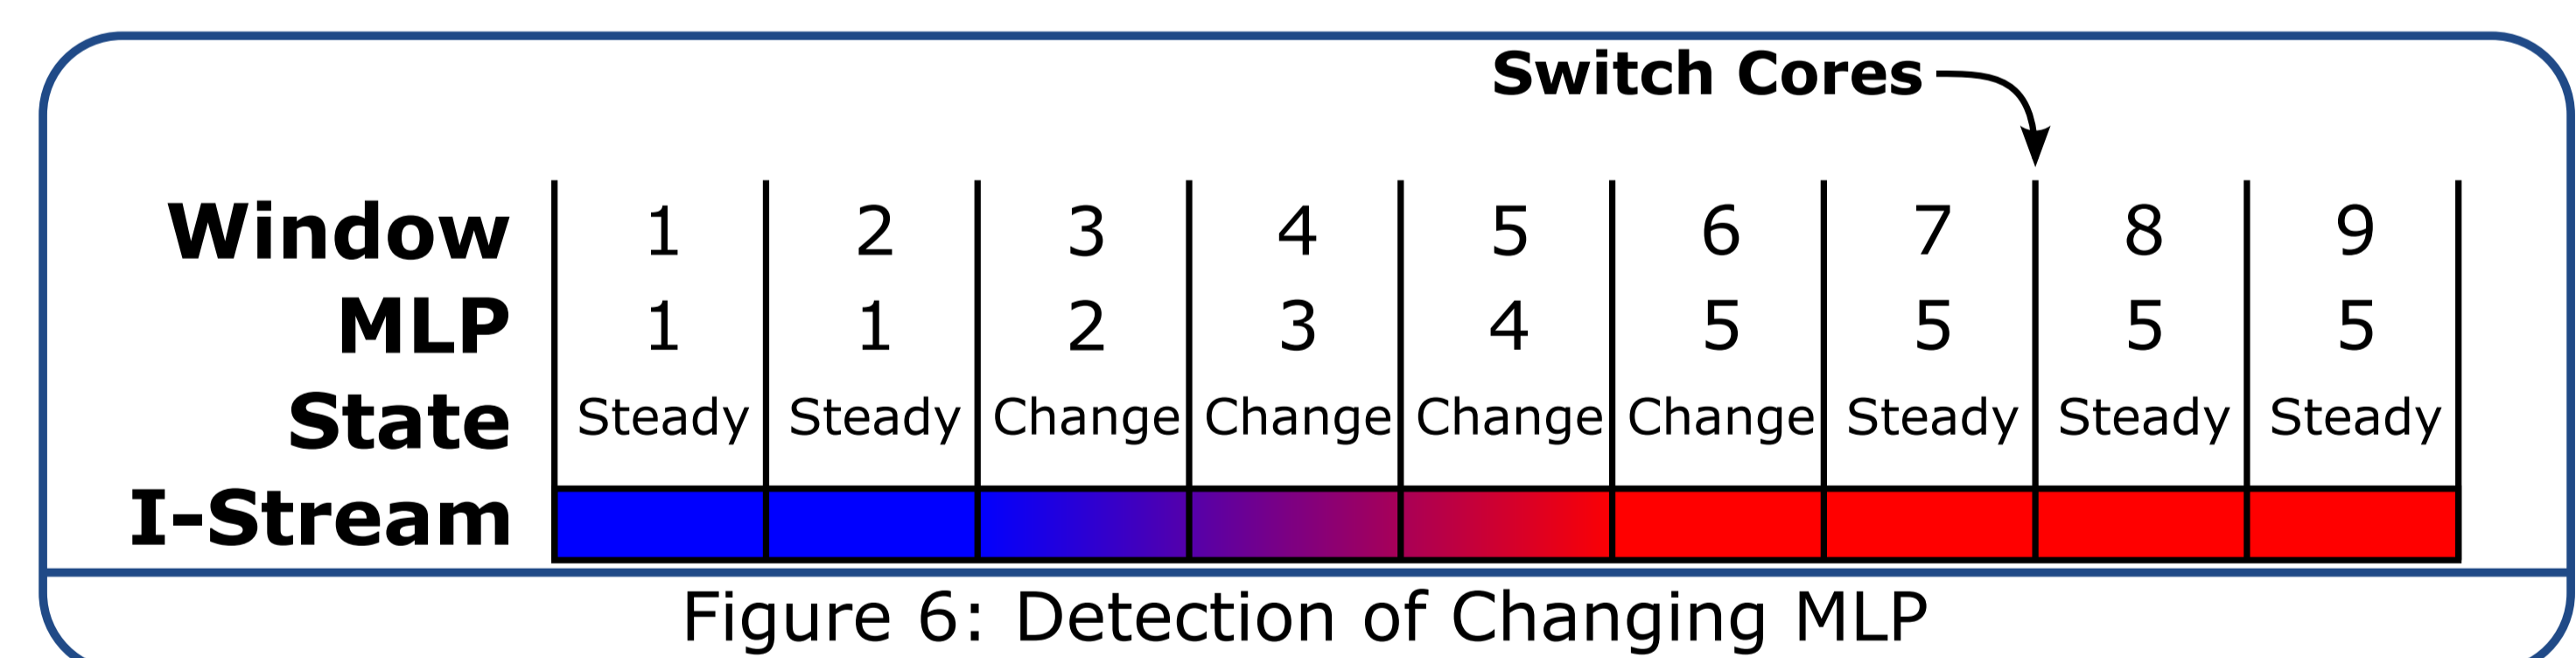 Switch Cores
Window 1 2 3 4 5 6 7 8 9
MLP 1 1 2 3 4 5 5 5 5
State Steady Steady Change Change Change Change Steady Steady Steady
I-Stream
Figure 6: Detection of Changing MLP